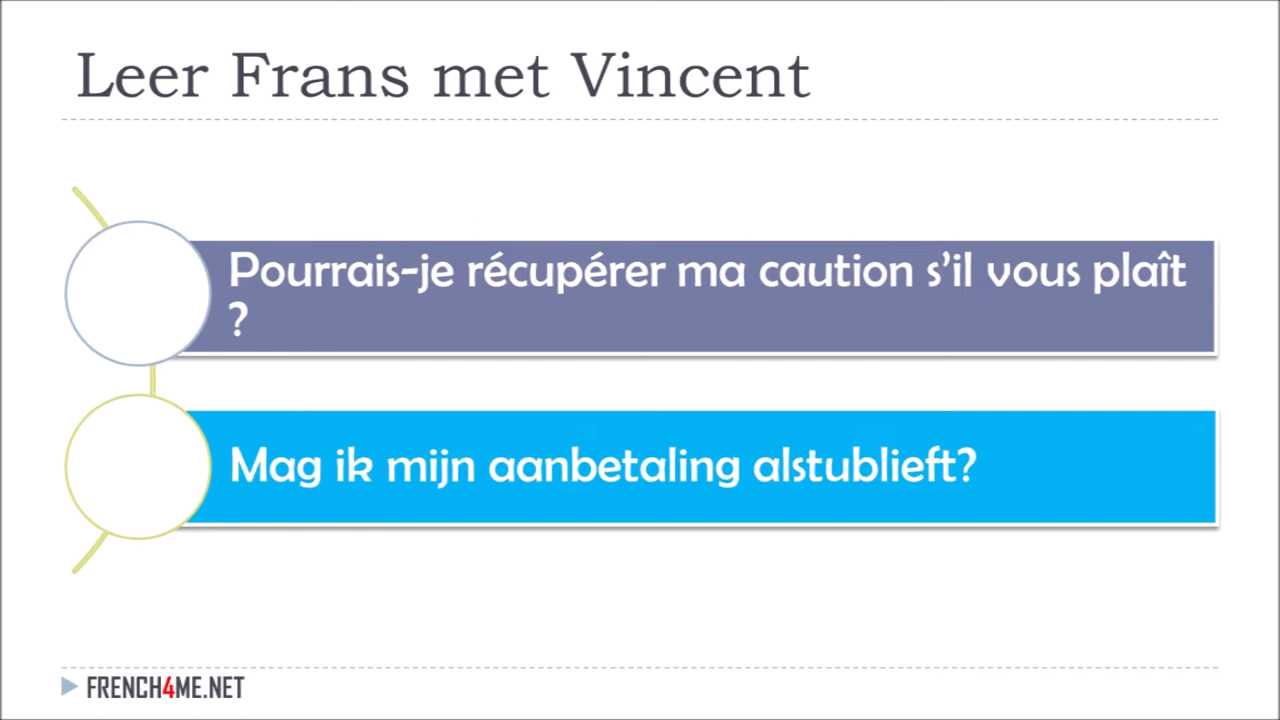 Leer Frans met Vincent
Pourrais-je récupérer ma caution s’il vous plaît
?
Mag ik mijn aanbetaling alstublieft?
FRENCH4ME.NET